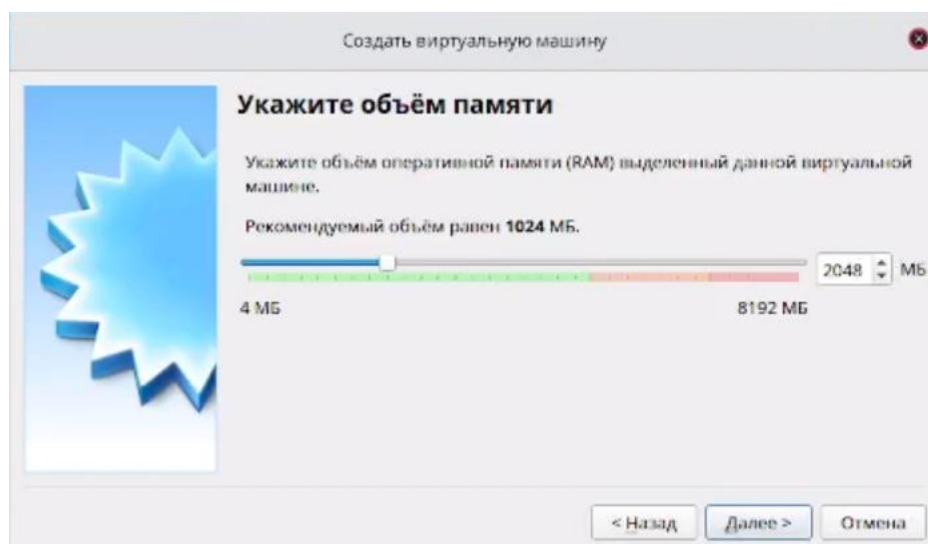 Создать виртуальную машину
Укажите объём памяти
Укажите объём оперативной памяти (RAM) выделенный данной виртуальной
машине.
Рекомендуемый объём равен 1024 МБ.
2048 МБ
4 МБ 8192 МБ
< Назад Далее > Отмена